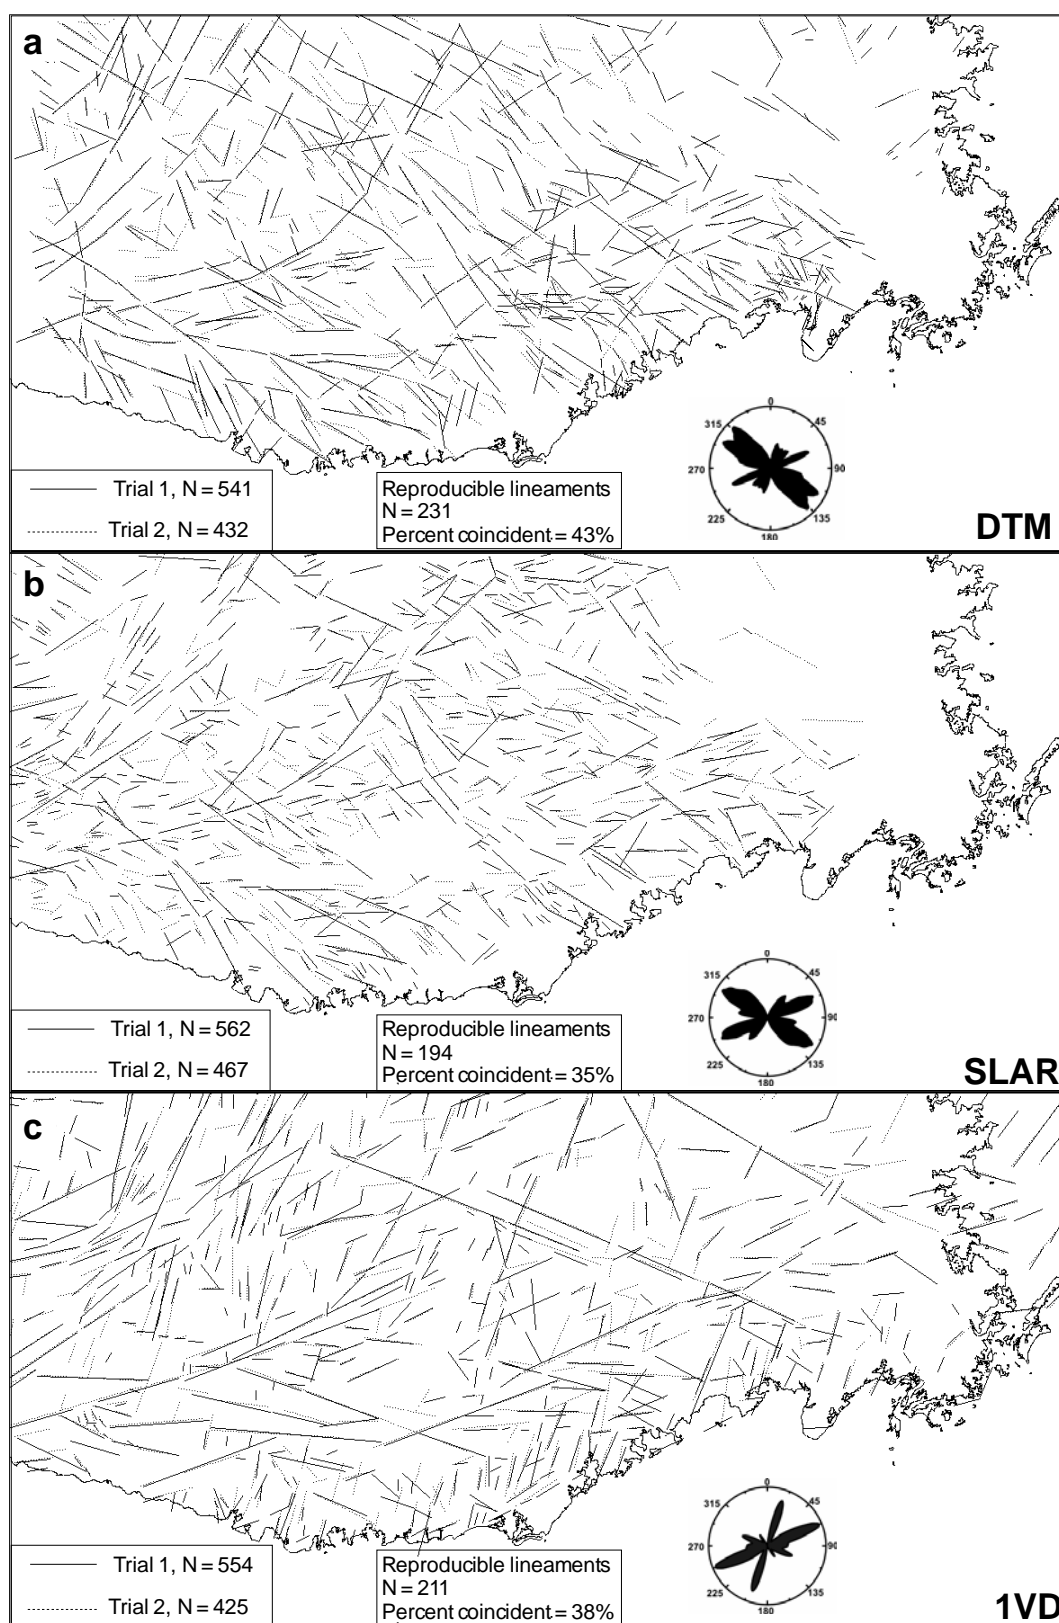 a
0
315
45
270
90
225
135
180
Trial 1, N = 541
Trial 2, N = 432
Reproducible lineaments
N = 231
Percent coincident = 43%
DTM
b
0
315
45
270
90
225
135
180
Trial 1, N = 562
Trial 2, N = 467
Reproducible lineaments
N = 194
Percent coincident = 35%
SLAR
c
0
315
45
270
90
225
135
180
Trial 1, N = 554
Trial 2, N = 425
Reproducible lineaments
N = 211
Percent coincident = 38%
1VD